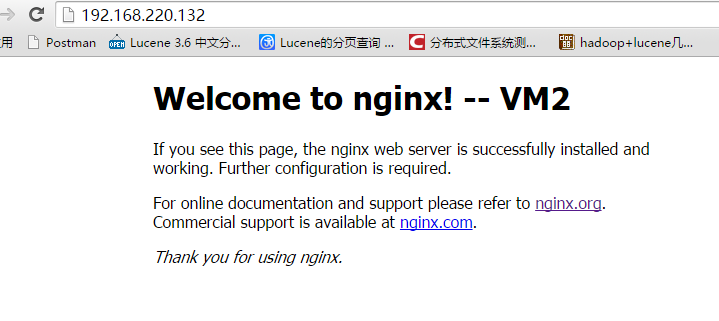 192.168.220.132
用 Postman Lucene 3.6 中文分... Lucene的分页查询 ... 分布式文件系统测... hadoop+lucene几...
Welcome to nginx! -- VM2
If you see this page, the nginx web server is successfully installed and
working. Further configuration is required.
For online documentation and support please refer to nginx.org.
Commercial support is available at nginx.com.
Thank you for using nginx.